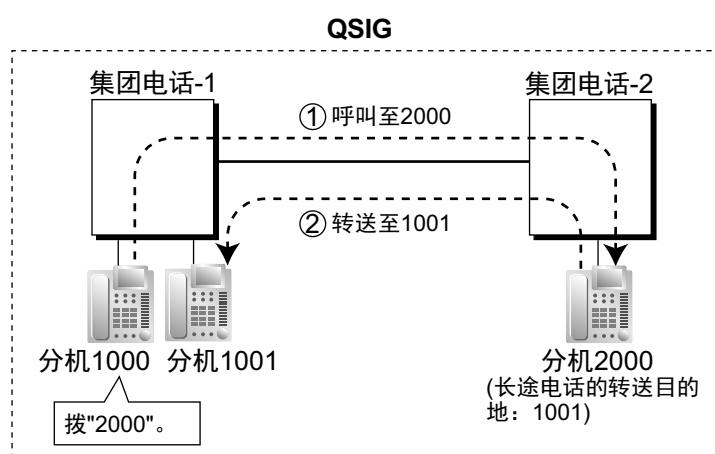 QSIG
集团电话-1
集团电话-2
①呼叫至2000
②转送至1001
分机1000
分机1001
分机2000
(长途电话的转送目的
地：1001)
拨"2000"。